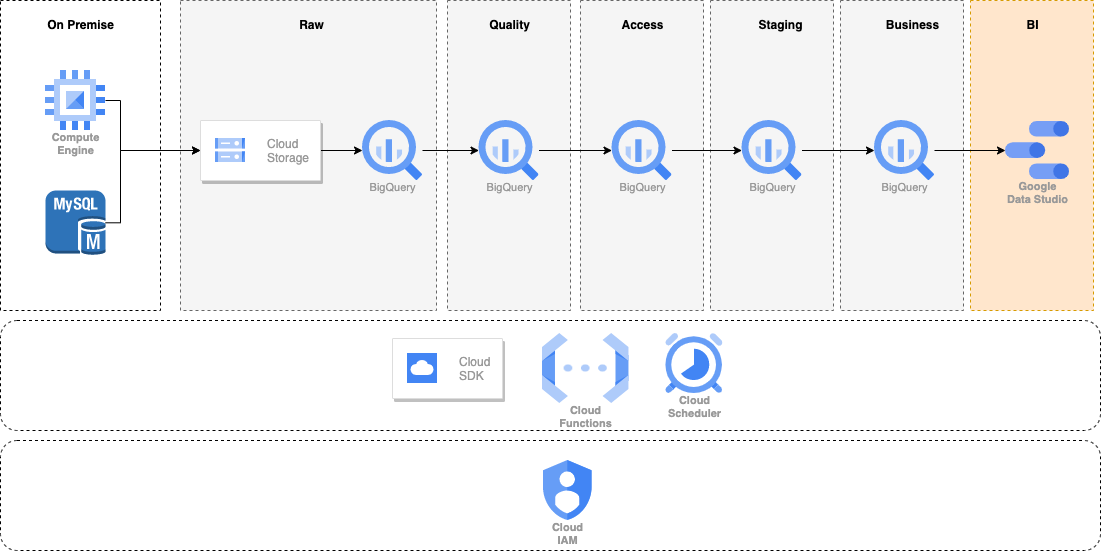 On Premise
Raw
Quality
Access
Staging
Business
BI
Compute
Engine
MySQL
M
Cloud
Storage
BigQuery
BigQuery
BigQuery
BigQuery
BigQuery
Google
Data Studio
Cloud
SDK
Cloud
Functions
Cloud
Scheduler
Cloud
IAM